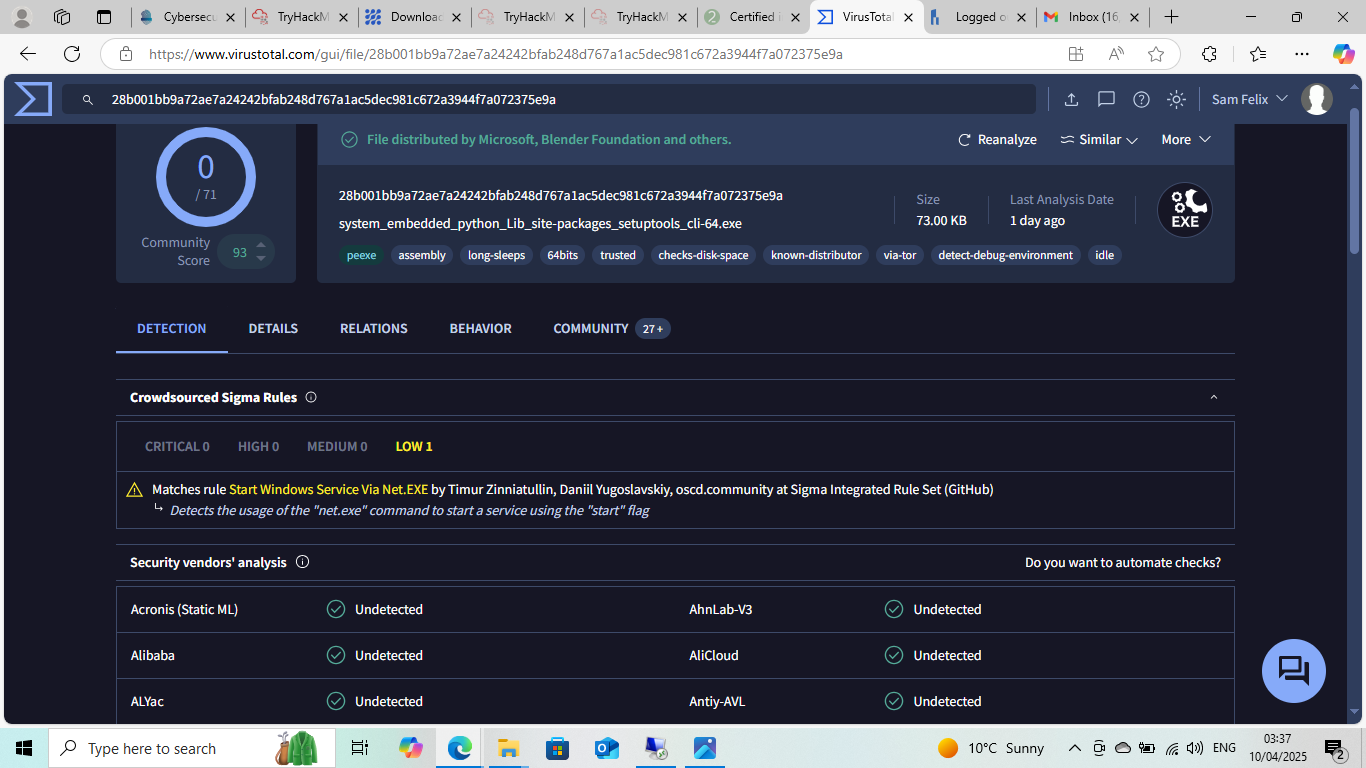 Cybersecu
TryHackM
Downloac
TryHackM
TryHackM
Certified i
VirusTotal
Logged o
Inbox (16,
https://www.virustotal.com/gui/file/28b001bb9a72ae7a24242bfab248d767a1ac5dec981c672a3944f7a072375e9a
28b001bb9a72ae7a24242bfab248d767a1ac5dec981c672a3944f7a072375e9a
Sam Felix
0
/ 71
Community
Score
93
File distributed by Microsoft, Blender Foundation and others.
Reanalyze
Similar
More
28b001bb9a72ae7a24242bfab248d767a1ac5dec981c672a3944f7a072375e9a
system_embedded_python_Lib_site-packages_setuptools_cli-64.exe
Size
73.00 KB
Last Analysis Date
1 day ago
EXE
peexe
assembly
long-sleeps
64bits
trusted
checks-disk-space
known-distributor
via-tor
detect-debug-environment
idle
DETECTION
DETAILS
RELATIONS
BEHAVIOR
COMMUNITY
27+
Crowdsourced Sigma Rules
CRITICAL 0
HIGH 0
MEDIUM 0
LOW 1
Matches rule Start Windows Service Via Net.EXE by Timur Zinniatullin, Daniil Yugoslavskiy, oscd.community at Sigma Integrated Rule Set (GitHub)
Detects the usage of the "net.exe" command to start a service using the "start" flag
Security vendors' analysis
Do you want to automate checks?
Acronis (Static ML)
Undetected
AhnLab-V3
Undetected
Alibaba
Undetected
AliCloud
Undetected
ALYac
Undetected
Antiy-AVL
Undetected
Type here to search
10°C Sunny
ENG
03:37
10/04/2025
2